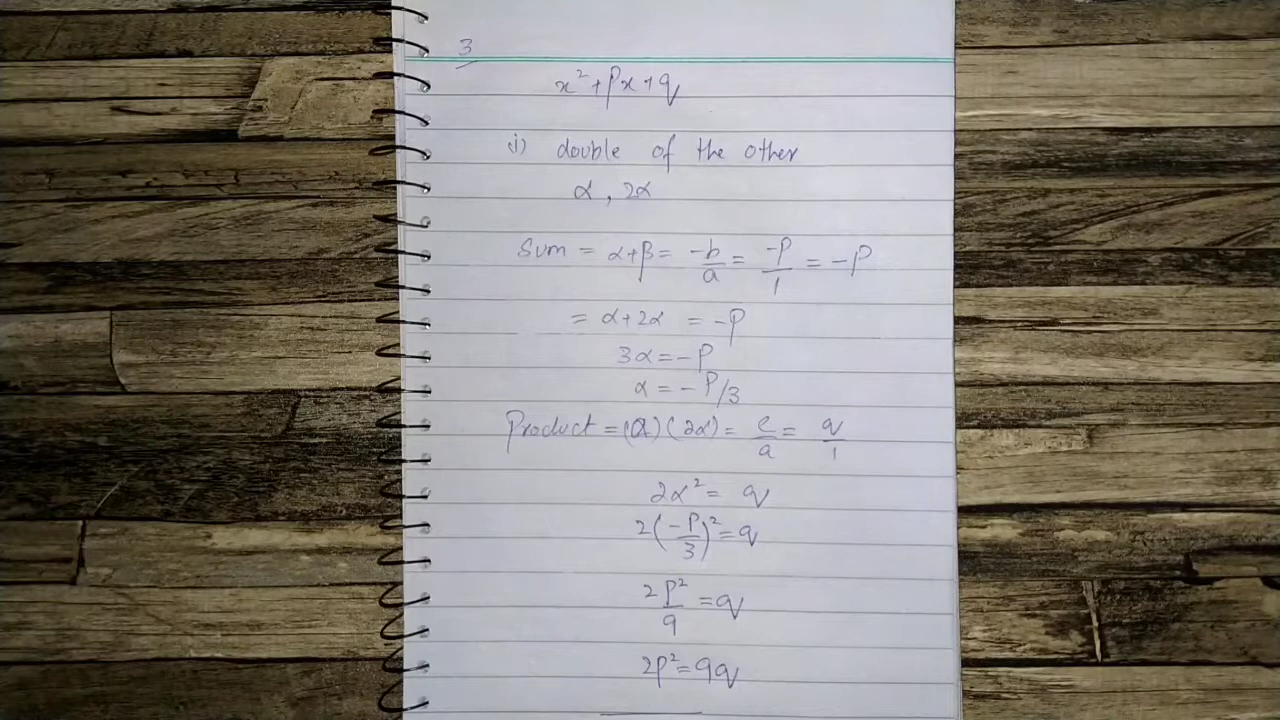 3
x² + px + q
i) double of the other
α , 2α
Sum = α+β = -b/a = -p/1 = -p
= α+2α = -p
3α = -p
α = -p/3
Product = (α) (2α) = c/a = q/1
2α² = q
2(-p/3)² = q
2p²/9 = q
2p² = 9q